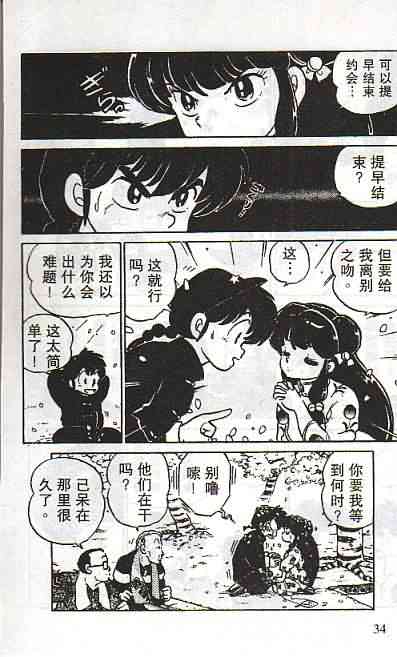 可以提
早结束
约会…
提早结
束？
但要给
我离别
之吻。
这…
这就行
吗？
我还以
为你会
出什么
难题！
这太简
单了！
你要我等
到何时？
别噜
嗦！
他们在干
吗？
己呆在
那里很
久了。
34